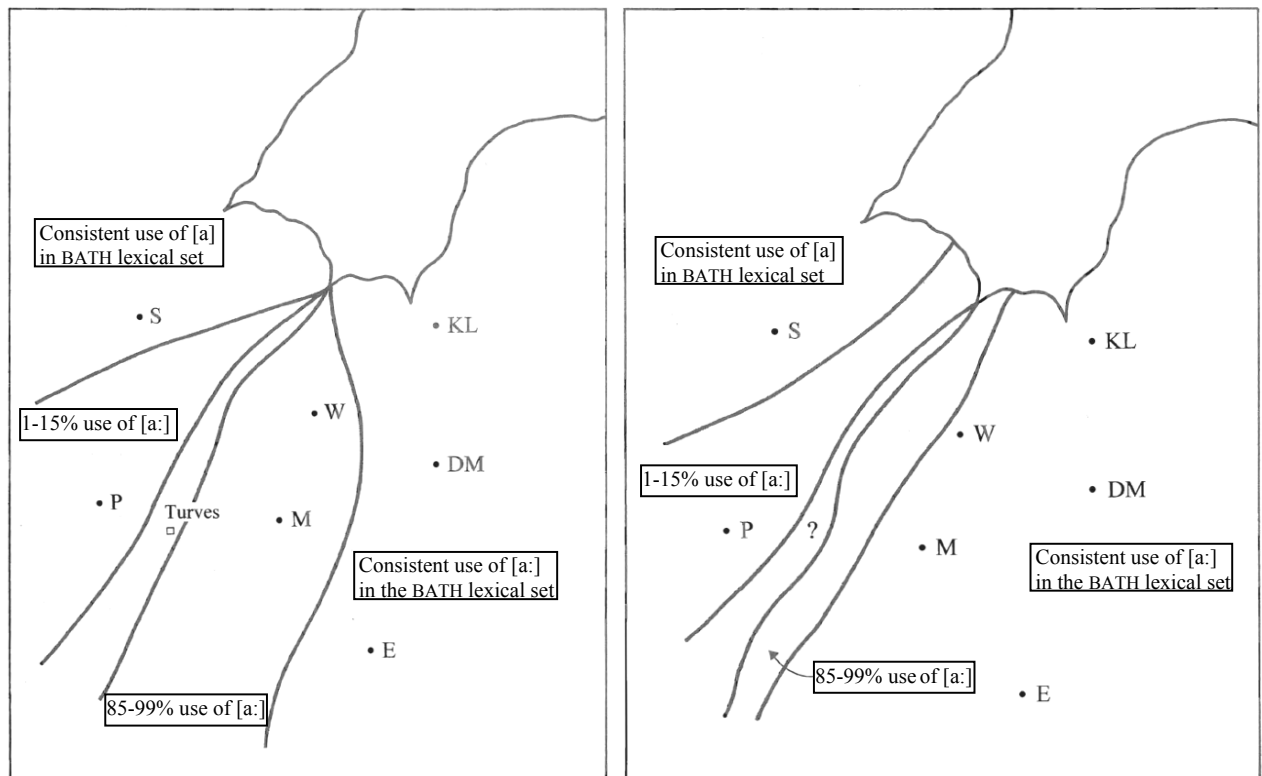 Consistent use of [a]
in BATH lexical set
S
KL
1-15% use of [a:]
W
DM
P
Turves
M
Consistent use of [a:]
in the BATH lexical set
E
85-99% use of [a:]
Consistent use of [a]
in BATH lexical set
S
KL
W
1-15% use of [a:]
DM
P
?
M
Consistent use of [a:]
in the BATH lexical set
85-99% use of [a:]
E